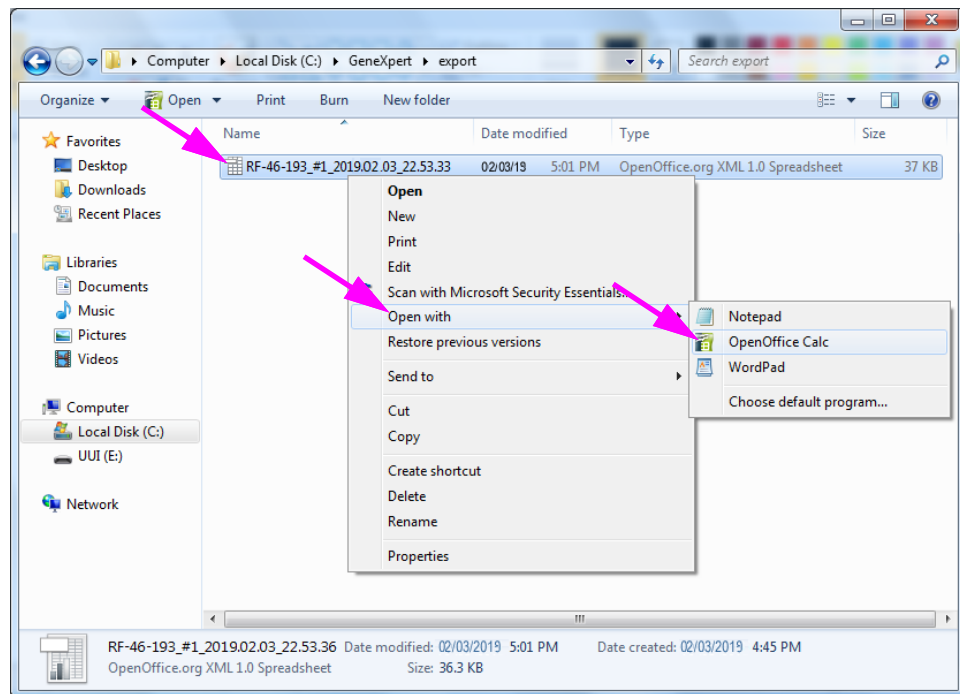 Computer Local Disk (C:) GeneXpert export Search export
Organize Open Print Burn New folder
Name Date modified Type Size
Favorites
Desktop
Downloads
Recent Places
Libraries
Documents
Music
Pictures
Videos
Computer
Local Disk (C:)
UUI (E:)
Network
RF-46-193_#1_2019.02.03_22.53.33 02/03/19 5:01 PM OpenOffice.org XML 1.0 Spreadsheet 37 KB
Open
New
Print
Edit
Scan with Microsoft Security Essentials...
Open with
Restore previous versions
Send to
Cut
Copy
Create shortcut
Delete
Rename
Properties
Notepad
OpenOffice Calc
WordPad
Choose default program...
RF-46-193_#1_2019.02.03_22.53.36 Date modified: 02/03/2019 5:01 PM Date created: 02/03/2019 4:45 PM
OpenOffice.org XML 1.0 Spreadsheet Size: 36.3 KB